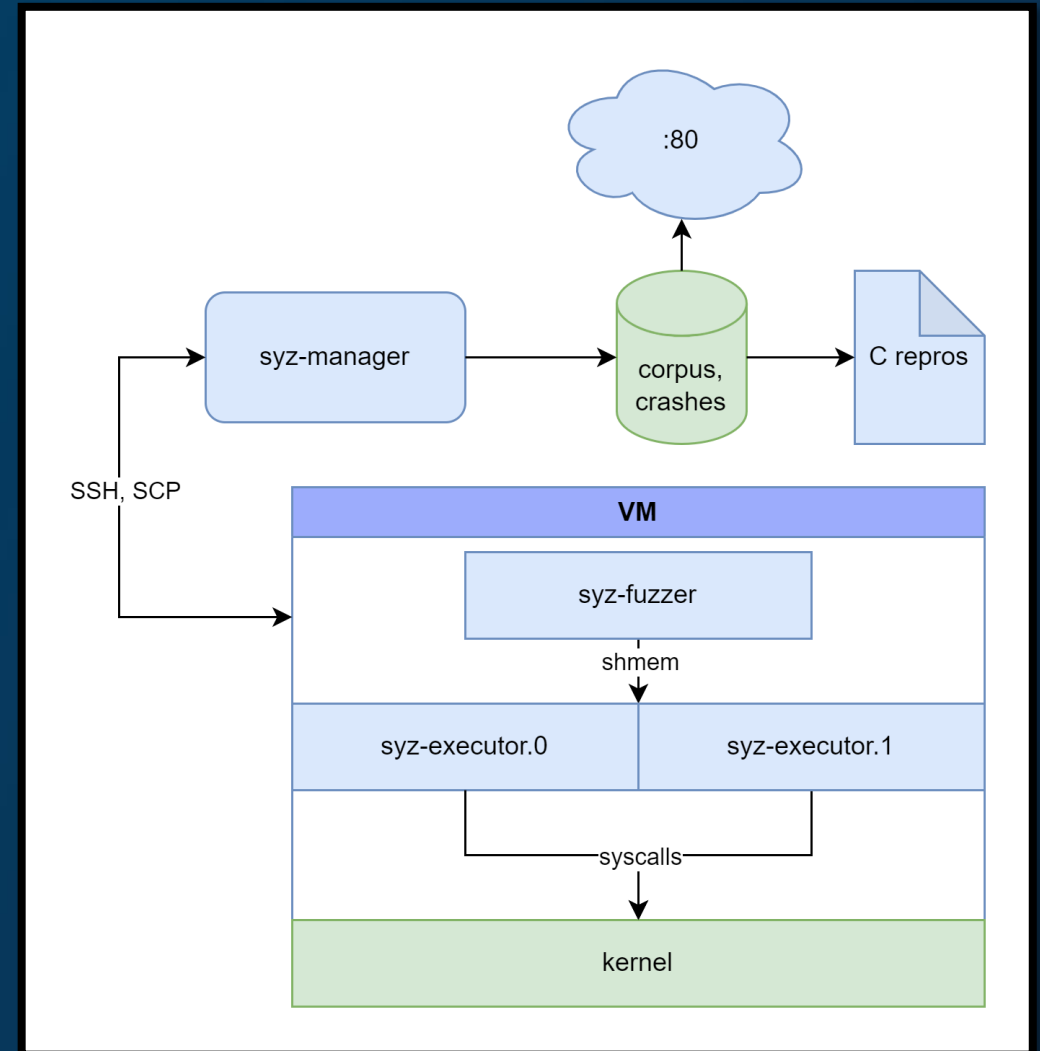 :80
syz-manager
corpus,
crashes
C repros
SSH, SCP
VM
syz-fuzzer
shmem
syz-executor.0
syz-executor.1
syscalls
kernel